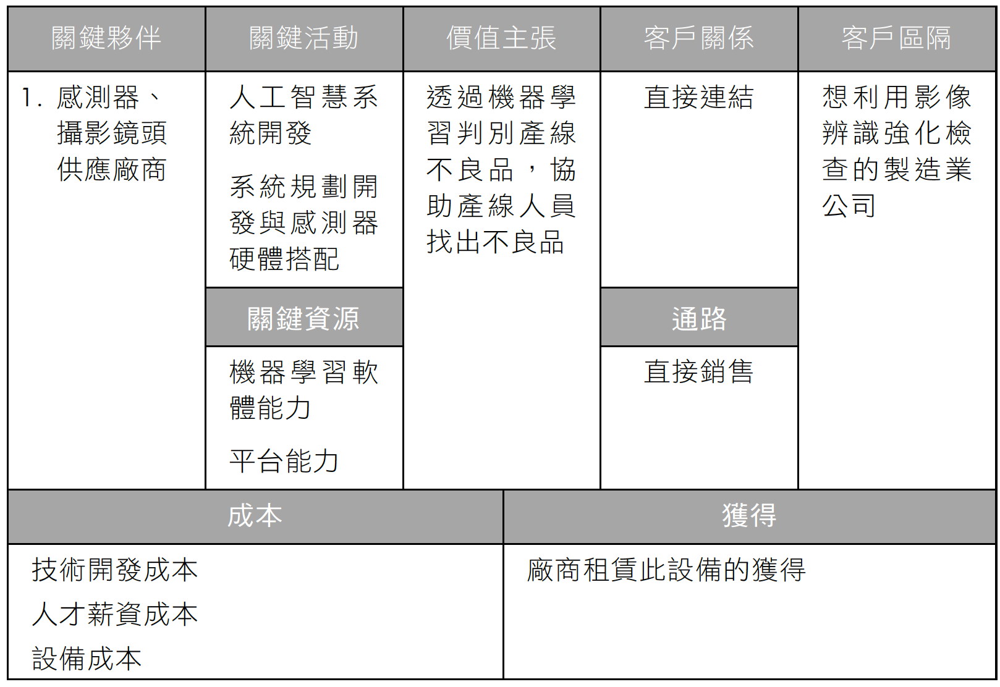 關鍵夥伴
關鍵活動
價值主張
客戶關係
客戶區隔
1. 感測器、
攝影鏡頭
供應廠商
人工智慧系
統開發
系統規劃開
發與感測器
硬體搭配
關鍵資源
機器學習軟
體能力
平台能力
透過機器學
習判別產線
不良品，協
助產線人員
找出不良品
直接連結
通路
直接銷售
想利用影像
辨識強化檢
查的製造業
公司
成本
技術開發成本
人才薪資成本
設備成本
獲得
廠商租賃此設備的獲得